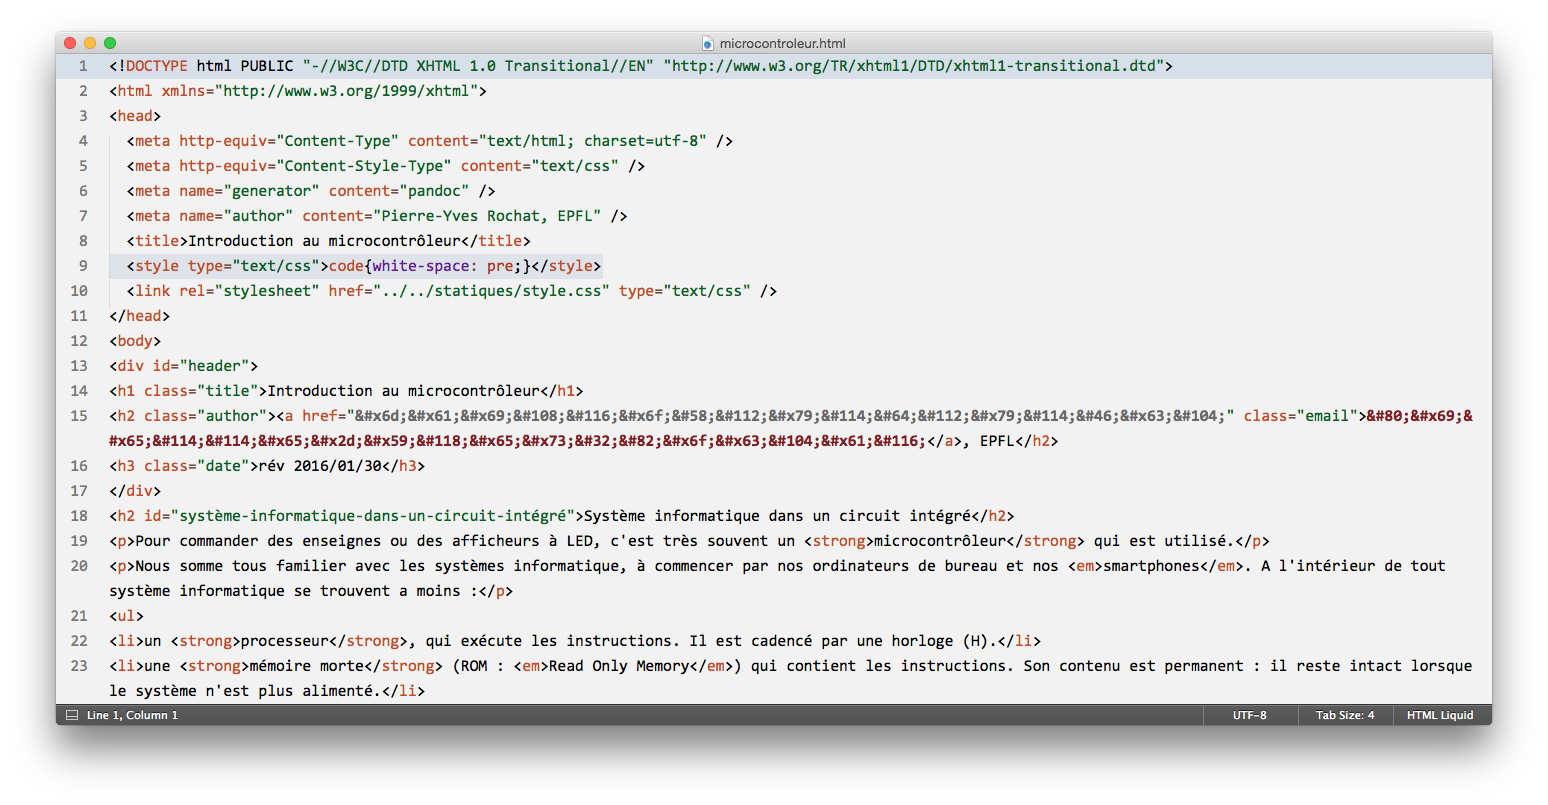 microcontroleur.html
1 <!DOCTYPE html PUBLIC "-//W3C//DTD XHTML 1.0 Transitional//EN" "http://www.w3.org/TR/xhtml1/DTD/xhtml1-transitional.dtd">
2 <html xmlns="http://www.w3.org/1999/xhtml">
3 <head>
4   <meta http-equiv="Content-Type" content="text/html; charset=utf-8" />
5   <meta http-equiv="Content-Style-Type" content="text/css" />
6   <meta name="generator" content="pandoc" />
7   <meta name="author" content="Pierre-Yves Rochat, EPFL" />
8   <title>Introduction au microcontrôleur</title>
9   <style type="text/css">code{white-space: pre;}</style>
10   <link rel="stylesheet" href="../../statiques/style.css" type="text/css" />
11 </head>
12 <body>
13 <div id="header">
14 <h1 class="title">Introduction au microcontrôleur</h1>
15 <h2 class="author"><a href="&#x6d;&#x61;&#x69;&#108;&#116;&#x6f;&#58;&#112;&#x79;&#114;&#64;&#112;&#x79;&#114;&#46;&#x63;&#104;" class="email">&#80;&#x69;&
#x65;&#114;&#114;&#x65;&#x2d;&#x59;&#118;&#x65;&#x73;&#32;&#82;&#x6f;&#x63;&#104;&#x61;&#116;</a>, EPFL</h2>
16 <h3 class="date">rév 2016/01/30</h3>
17 </div>
18 <h2 id="système-informatique-dans-un-circuit-intégré">Système informatique dans un circuit intégré</h2>
19 <p>Pour commander des enseignes ou des afficheurs à LED, c'est très souvent un <strong>microcontrôleur</strong> qui est utilisé.</p>
20 <p>Nous somme tous familier avec les systèmes informatique, à commencer par nos ordinateurs de bureau et nos <em>smartphones</em>. A l'intérieur de tout
système informatique se trouvent a moins :</p>
21 <ul>
22 <li>un <strong>processeur</strong>, qui exécute les instructions. Il est cadencé par une horloge (H).</li>
23 <li>une <strong>mémoire morte</strong> (ROM : <em>Read Only Memory</em>) qui contient les instructions. Son contenu est permanent : il reste intact lorsque
le système n'est plus alimenté.</li>
Line 1, Column 1 UTF-8 Tab Size: 4 HTML Liquid